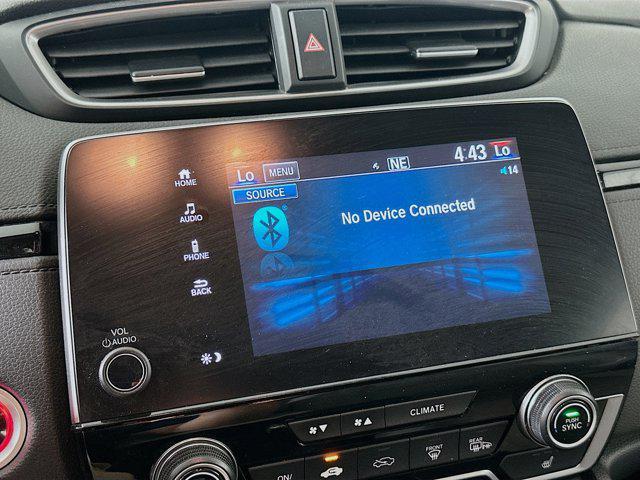 Lo MENU NE 4:43 Lo
SOURCE
14
No Device Connected
HOME
AUDIO
PHONE
BACK
VOL
AUDIO
CLIMATE
PUSH
SYNC
FRONT
REAR
ON/